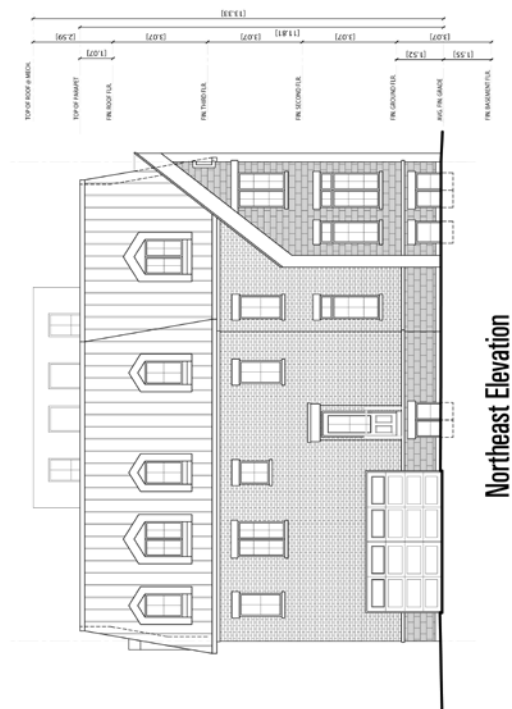 [13.33]
[2.59]
[3.07]
[3.07]
[11.81]
[3.07]
[3.07]
[1.07]
[1.52]
[1.55]
TOP OF ROOF @ MECH.
TOP OF PARAPET
FIN. ROOF FLR.
FIN. THIRD FLR.
FIN. SECOND FLR.
FIN. GROUND FLR.
AVG. FIN. GRADE
FIN. BASEMENT FLR.
Northeast Elevation